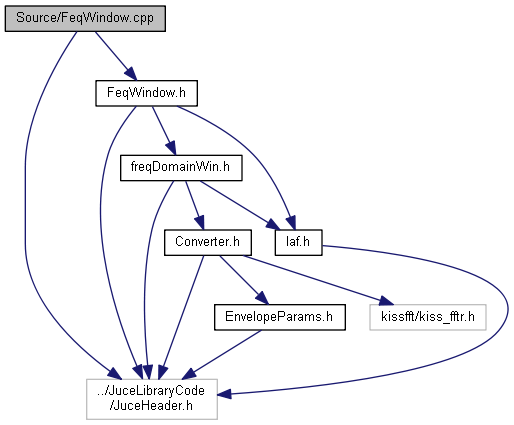 Source/FeqWindow.cpp
FeqWindow.h
freqDomainWin.h
Converter.h
laf.h
EnvelopeParams.h
kissfft/kiss_fftr.h
../JuceLibraryCode
/JuceHeader.h